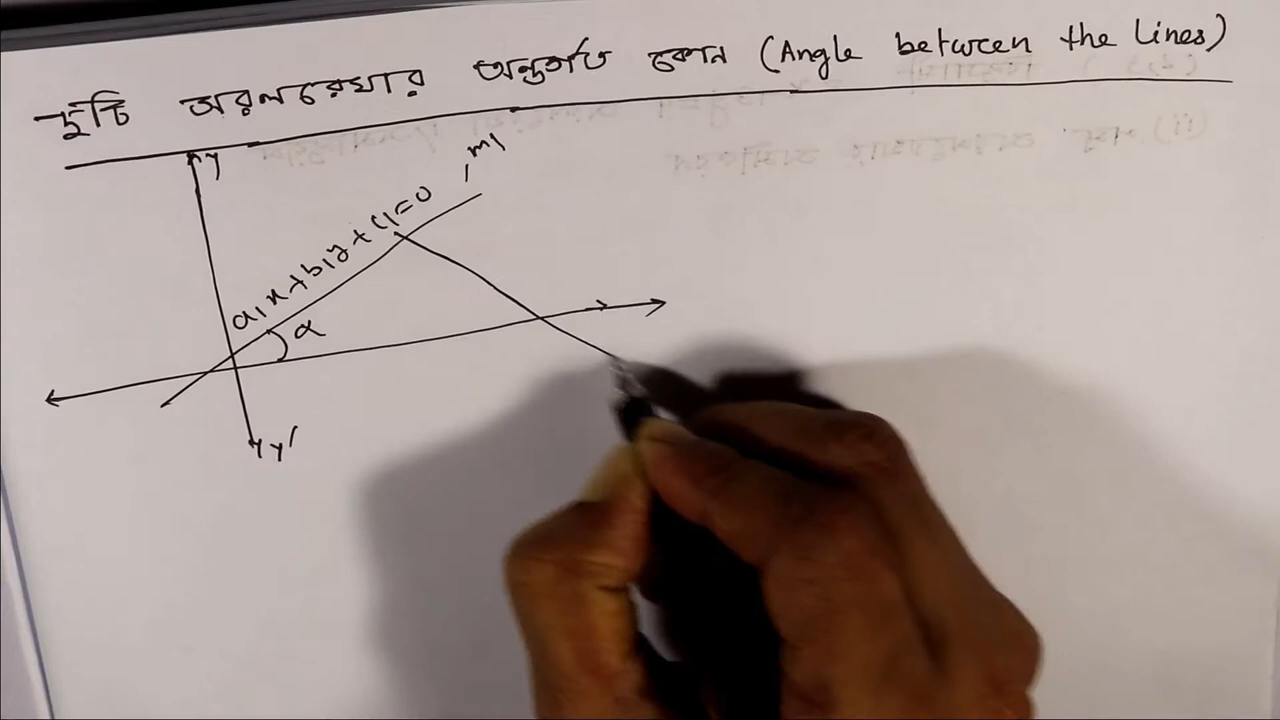 দুটি সরলরেখার অন্তর্গত কোন (Angle between the lines)
y
a₁x+b₁y+c₁=0 , m₁
α
y'